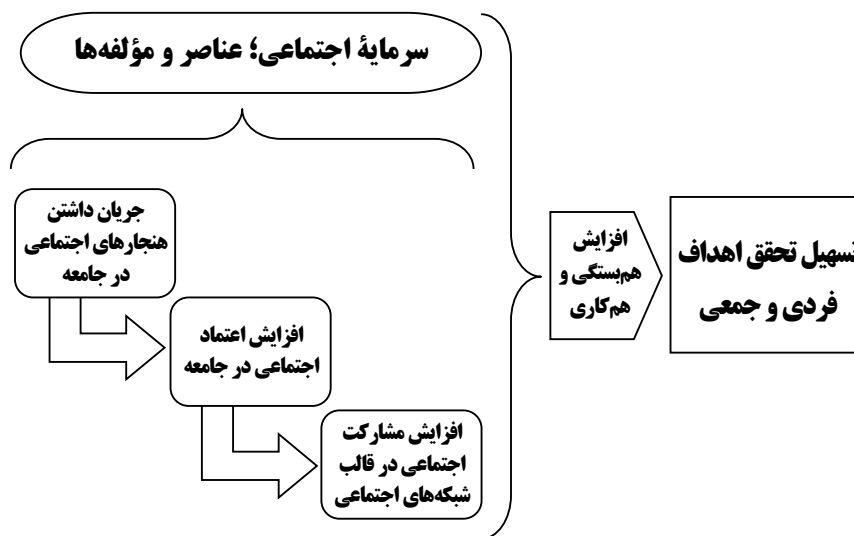 سرمایهٔ اجتماعی؛ عناصر و مؤلفه‌ها
جریان داشتن
هنجارهای اجتماعی
در جامعه
افزایش اعتماد
اجتماعی در جامعه
افزایش مشارکت
اجتماعی در قالب
شبکه‌های اجتماعی
افزایش
هم‌بستگی و
هم‌کاری
تسهیل تحقق اهداف
فردی و جمعی